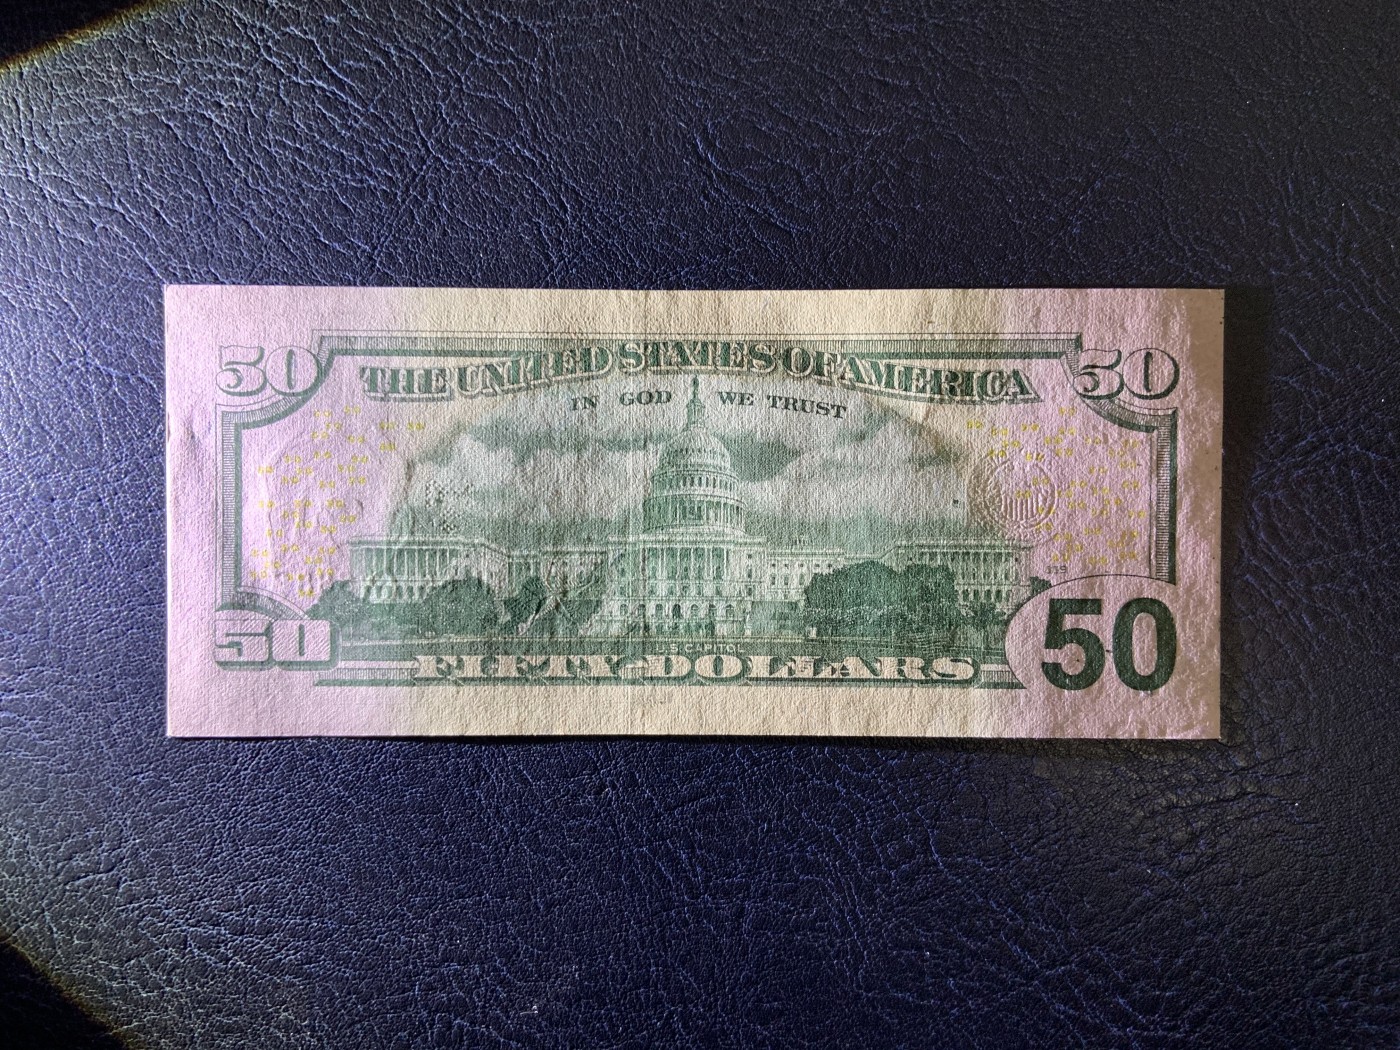 50 THE UNITED STATES OF AMERICA 50
IN GOD WE TRUST
U.S. CAPITOL
50 FIFTY DOLLARS 50